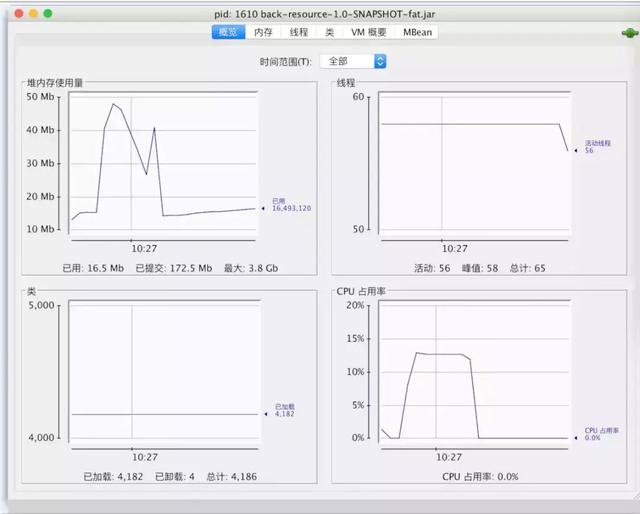 pid: 1610 back-resource-1.0-SNAPSHOT-fat.jar
概览 内存 线程 类 VM 概要 MBean
时间范围(T): 全部
堆内存使用量
50 Mb
40 Mb
30 Mb
20 Mb
10 Mb
已用
16,493,120
10:27
已用: 16.5 Mb 已提交: 172.5 Mb 最大: 3.8 Gb
线程
60
50
活动线程
56
10:27
活动: 56 峰值: 58 总计: 65
类
5,000
4,000
已加载
4,182
10:27
已加载: 4,182 已卸载: 4 总计: 4,186
CPU 占用率
20%
15%
10%
5%
0%
CPU 占用率
0.0%
10:27
CPU 占用率: 0.0%